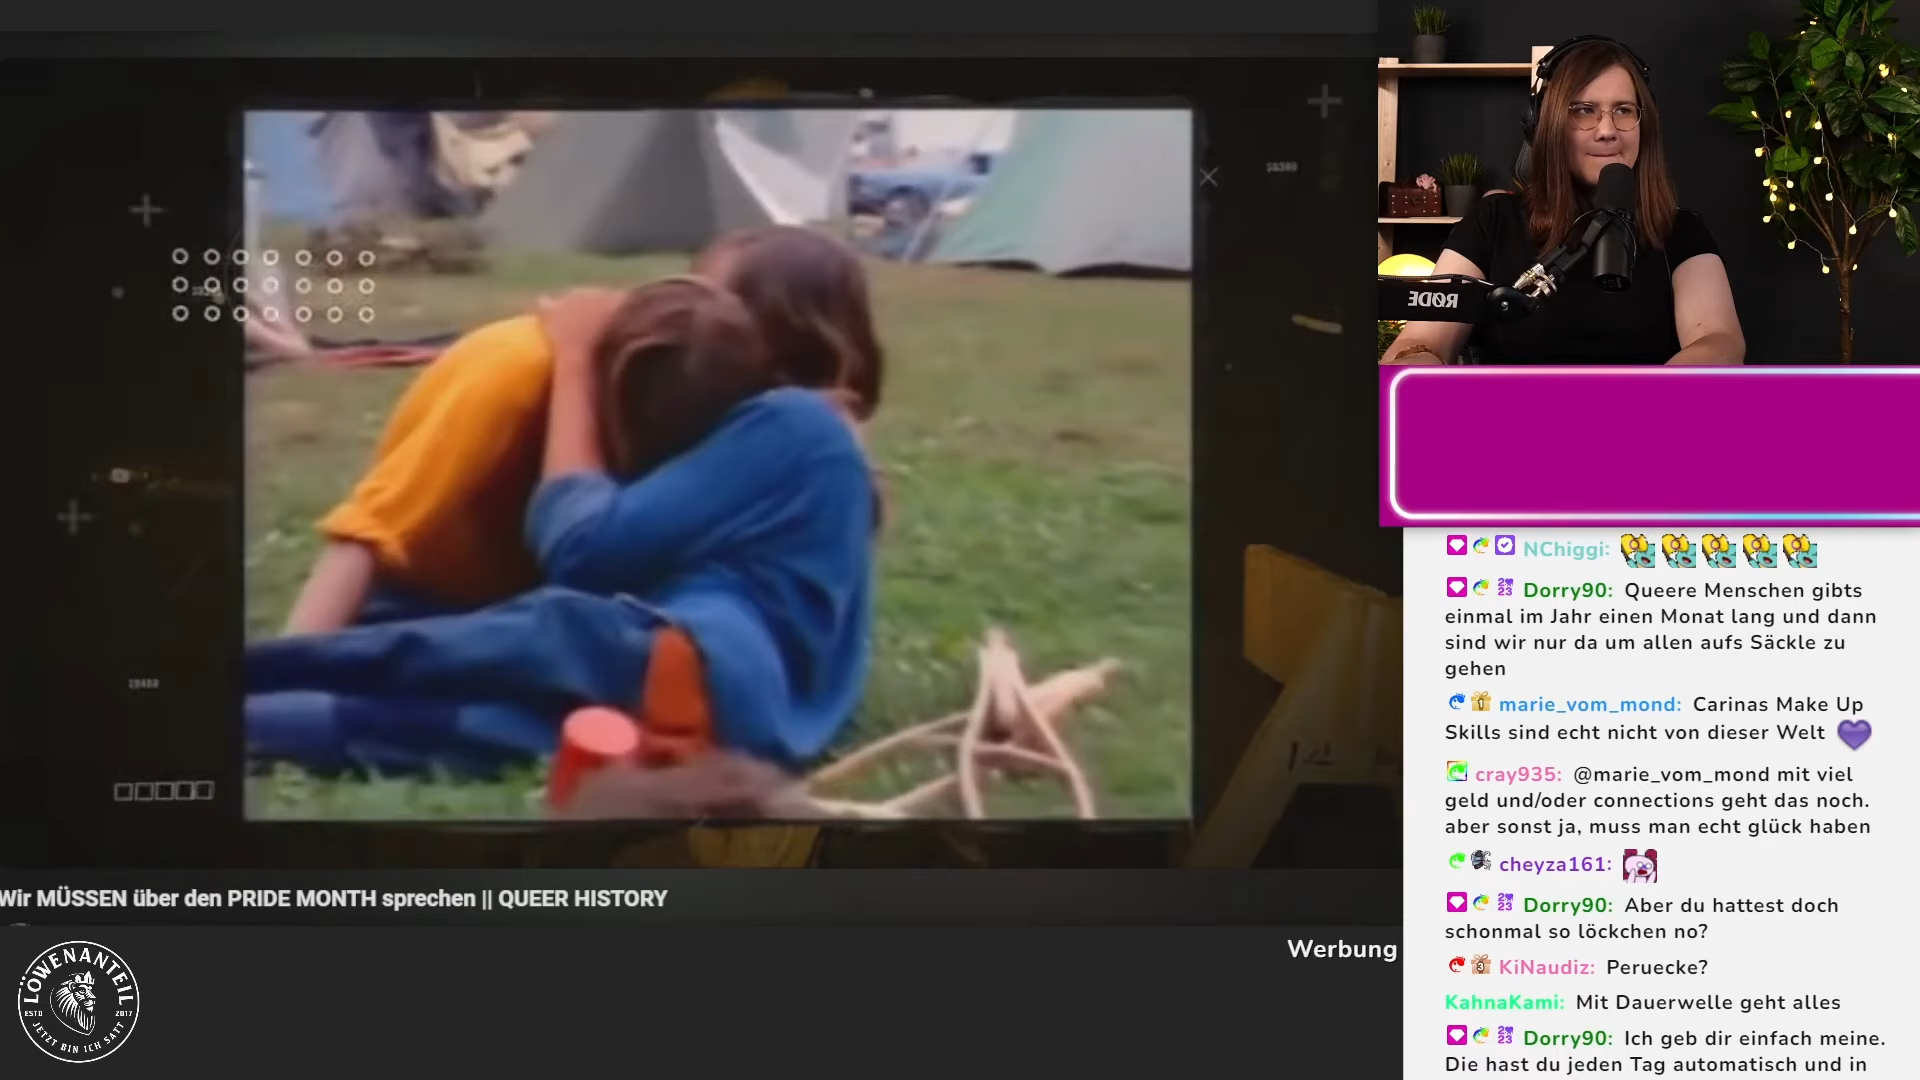 RØDE
NChiggi:
Dorry90: Queere Menschen gibts
einmal im Jahr einen Monat lang und dann
sind wir nur da um allen aufs Säckle zu
gehen
marie_vom_mond: Carinas Make Up
Skills sind echt nicht von dieser Welt
cray935: @marie_vom_mond mit viel
geld und/oder connections geht das noch.
aber sonst ja, muss man echt glück haben
cheyza161:
Dorry90: Aber du hattest doch
schonmal so löckchen no?
KiNaudiz: Peruecke?
KahnaKami: Mit Dauerwelle geht alles
Dorry90: Ich geb dir einfach meine.
Die hast du jeden Tag automatisch und in
Wir MÜSSEN über den PRIDE MONTH sprechen || QUEER HISTORY
Werbung
LÖWENANTEIL
ESTD 2017
JETZT BIN ICH SATT